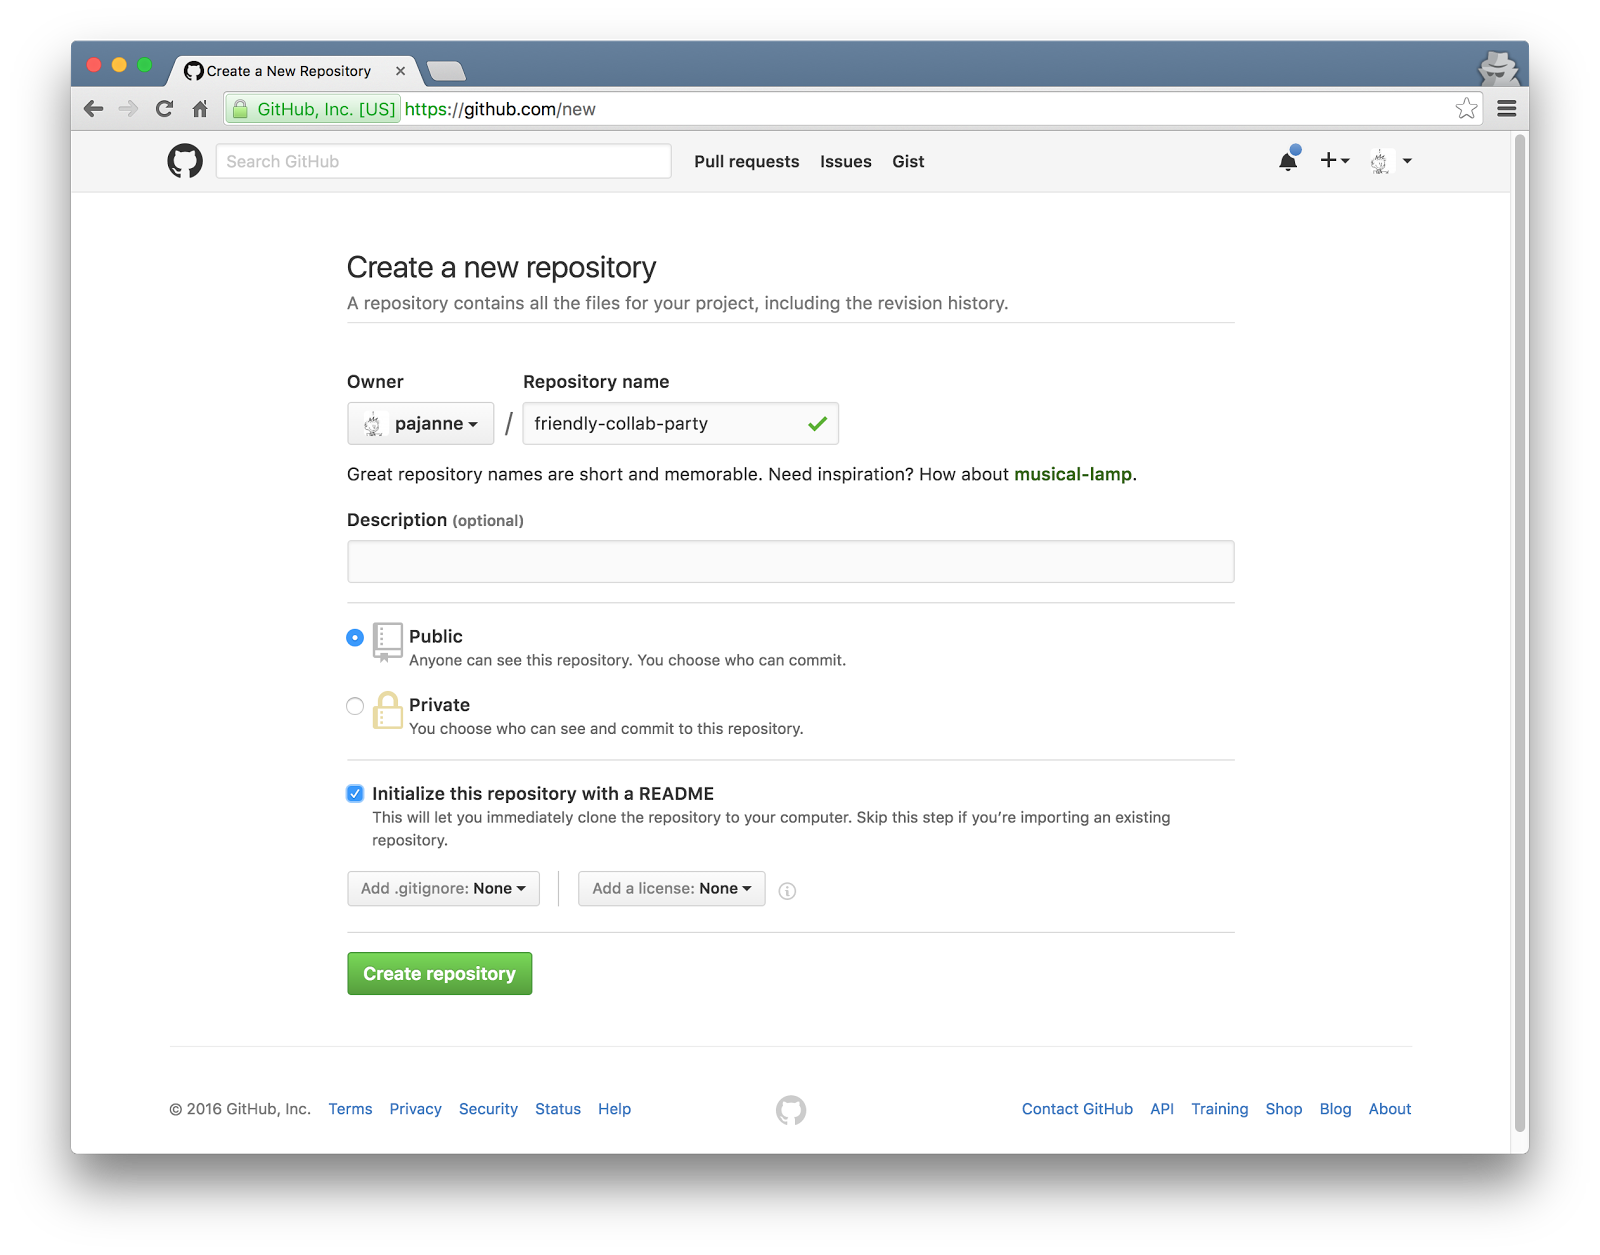 Create a New Repository
GitHub, Inc. [US] https://github.com/new
Search GitHub Pull requests Issues Gist
Create a new repository
A repository contains all the files for your project, including the revision history.
Owner Repository name
pajanne / friendly-collab-party
Great repository names are short and memorable. Need inspiration? How about musical-lamp.
Description (optional)
Public
Anyone can see this repository. You choose who can commit.
Private
You choose who can see and commit to this repository.
Initialize this repository with a README
This will let you immediately clone the repository to your computer. Skip this step if you’re importing an existing
repository.
Add .gitignore: None Add a license: None
Create repository
© 2016 GitHub, Inc. Terms Privacy Security Status Help Contact GitHub API Training Shop Blog About